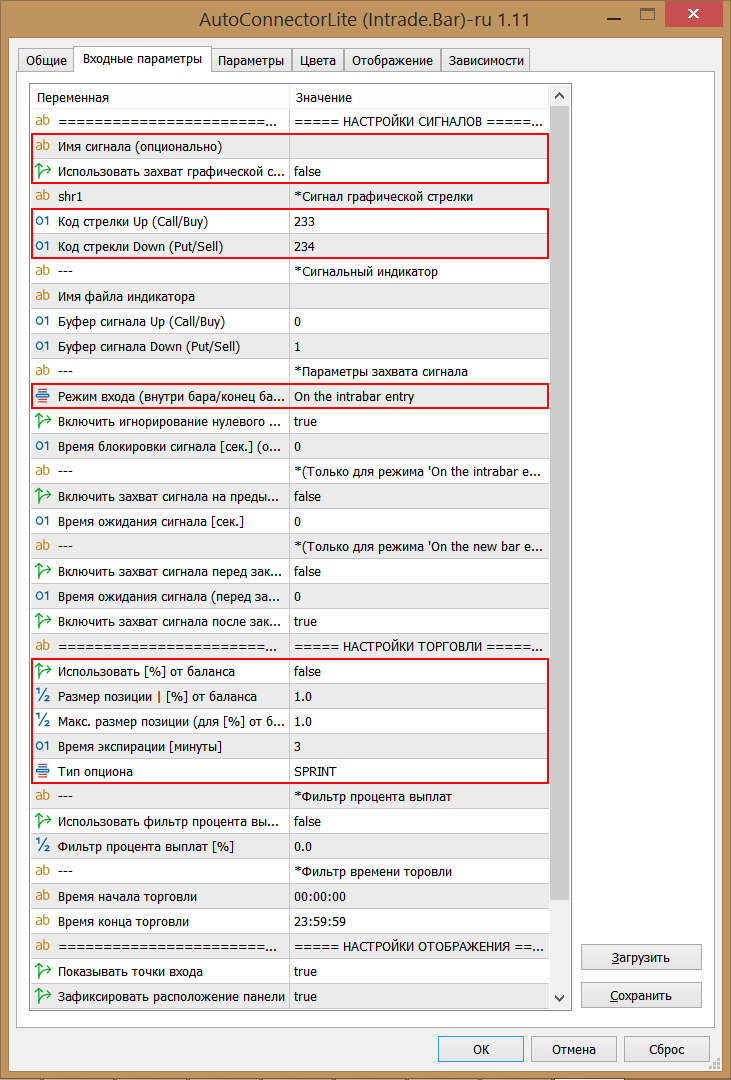 AutoConnectorLite (Intrade.Bar)-ru 1.11
Общие Входные параметры Параметры Цвета Отображение Зависимости
Переменная Значение
ab ========================... ===== НАСТРОЙКИ СИГНАЛОВ ======...
ab Имя сигнала (опционально)
Использовать захват графической с... false
ab shr1 *Сигнал графической стрелки
01 Код стрелки Up (Call/Buy) 233
01 Код стрекли Down (Put/Sell) 234
ab --- *Сигнальный индикатор
ab Имя файла индикатора
01 Буфер сигнала Up (Call/Buy) 0
01 Буфер сигнала Down (Put/Sell) 1
ab --- *Параметры захвата сигнала
Режим входа (внутри бара/конец ба... On the intrabar entry
Включить игнорирование нулевого ... true
01 Время блокировки сигнала [сек.] (о... 0
ab --- *(Только для режима 'On the intrabar e...
Включить захват сигнала на преды... false
01 Время ожидания сигнала [сек.] 0
ab --- *(Только для режима 'On the new bar e...
Включить захват сигнала перед зак... false
01 Время ожидания сигнала (перед за... 0
Включить захват сигнала после зак... true
ab ========================... ===== НАСТРОЙКИ ТОРГОВЛИ ======...
Использовать [%] от баланса false
1/2 Размер позиции | [%] от баланса 1.0
1/2 Макс. размер позиции (для [%] от б... 1.0
01 Время экспирации [минуты] 3
Тип опциона SPRINT
ab --- *Фильтр процента выплат
Использовать фильтр процента вы... false
1/2 Фильтр процента выплат [%] 0.0
ab --- *Фильтр времени торовли
ab Время начала торговли 00:00:00
ab Время конца торговли 23:59:59
ab ========================... ===== НАСТРОЙКИ ОТОБРАЖЕНИЯ ==...
Показывать точки входа true
Зафиксировать расположение панели true
Загрузить
Сохранить
ОК Отмена Сброс